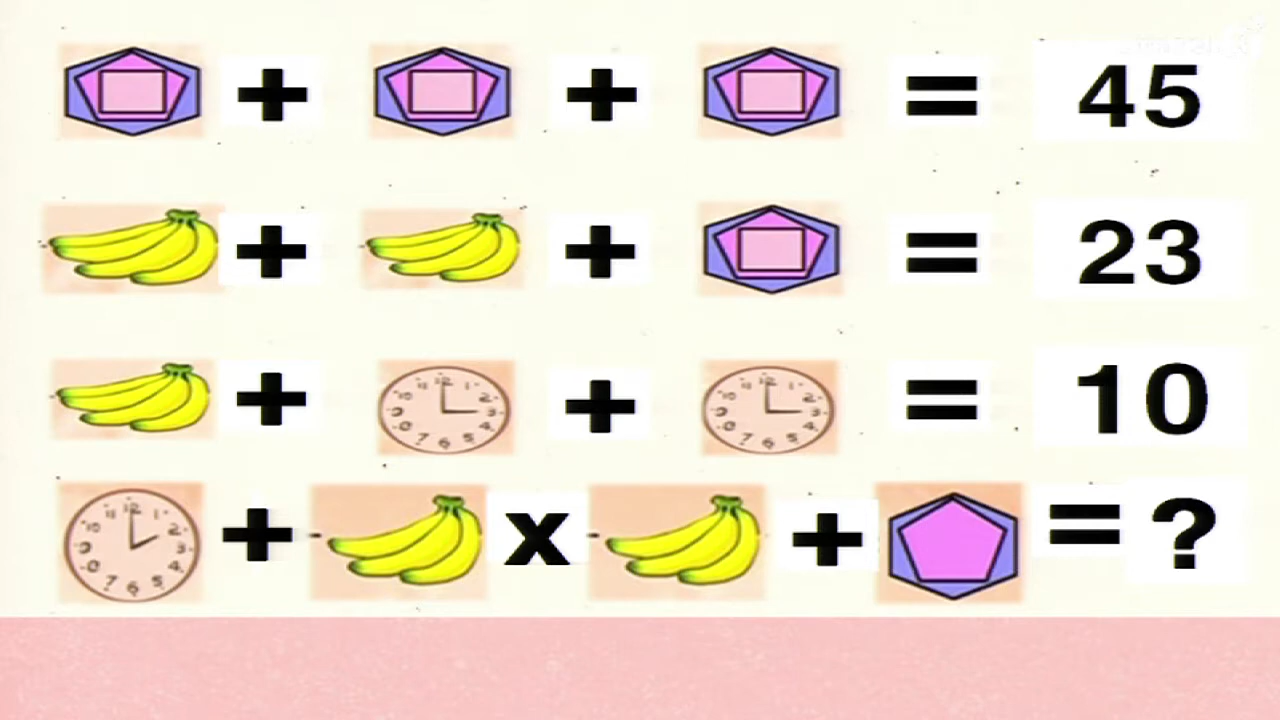 + + = 45
+ + = 23
+ + = 10
+ x + = ?